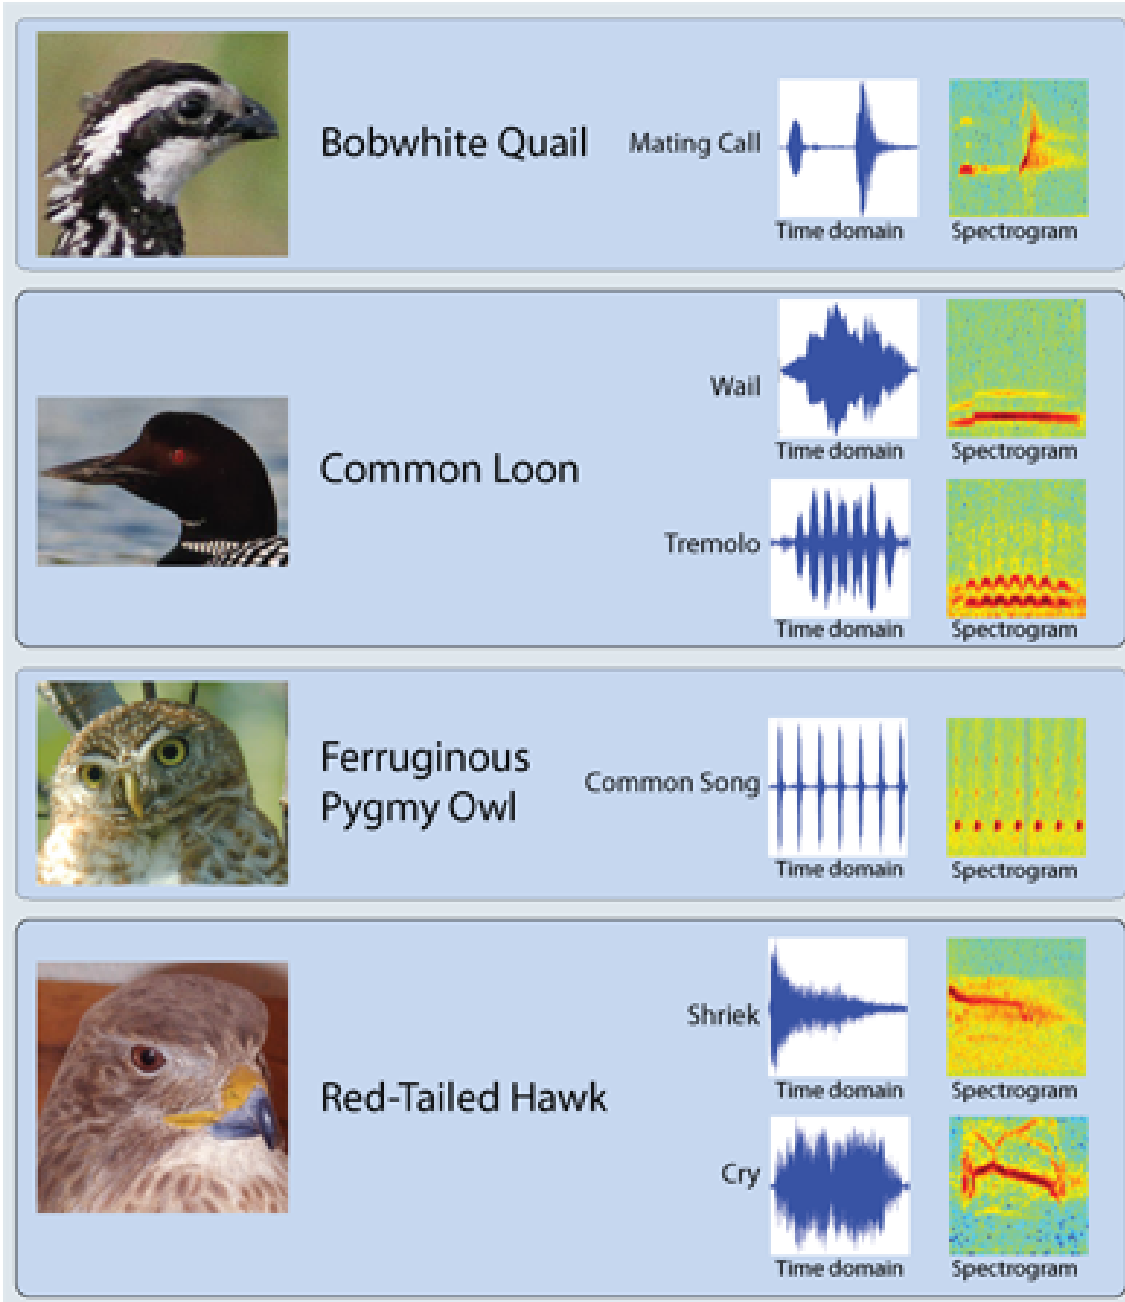 Bobwhite Quail
Mating Call
Time domain
Spectrogram
Common Loon
Wail
Time domain
Spectrogram
Tremolo
Time domain
Spectrogram
Ferruginous
Pygmy Owl
Common Song
Time domain
Spectrogram
Red-Tailed Hawk
Shriek
Time domain
Spectrogram
Cry
Time domain
Spectrogram